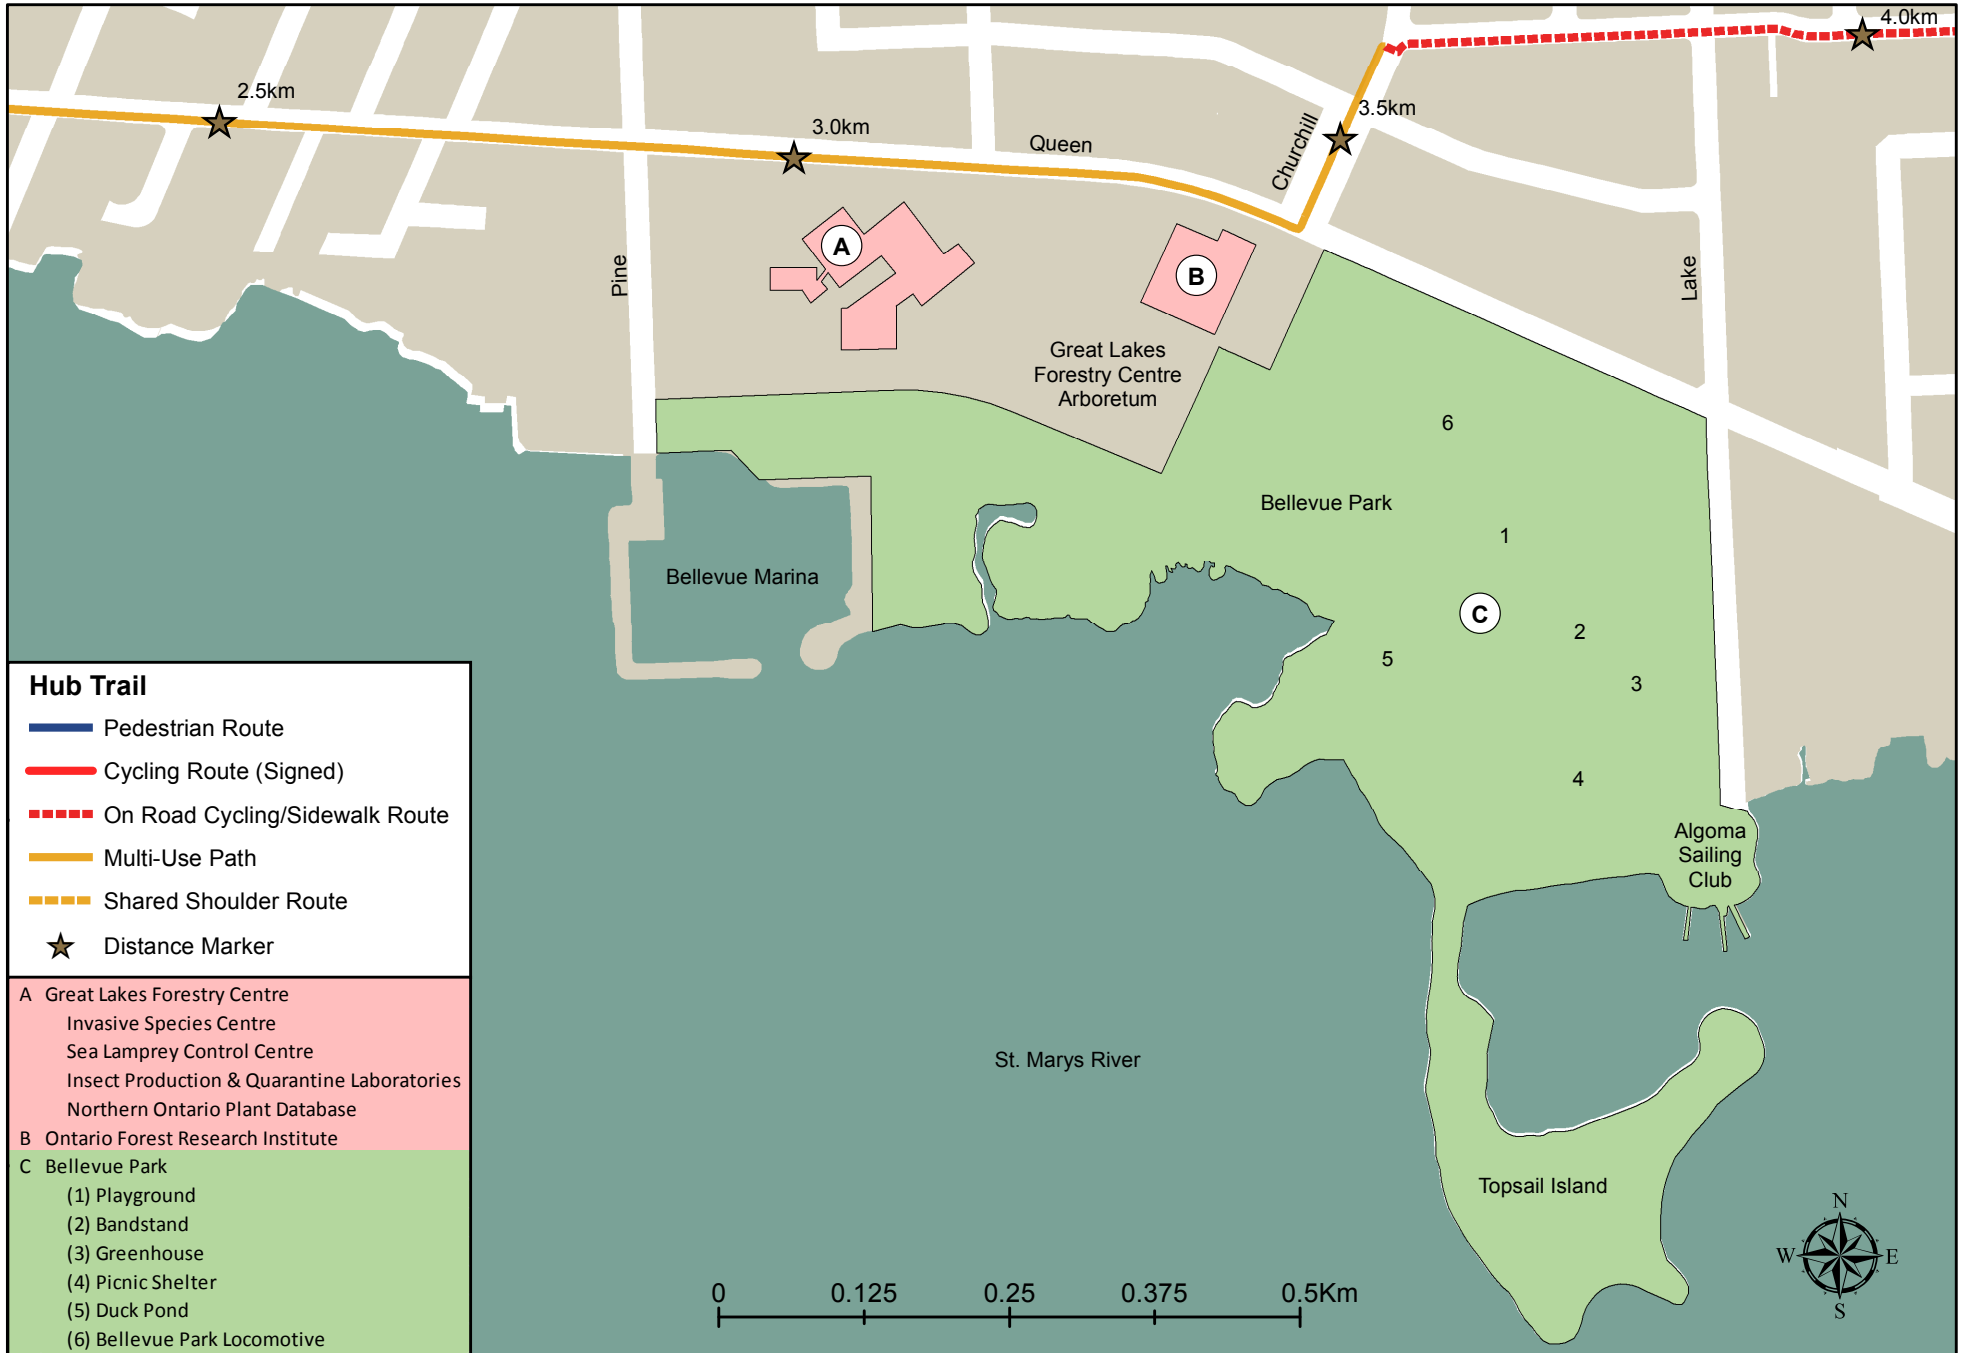 4.0km
2.5km
3.5km
3.0km
Queen
Churchill
Pine
Lake
A
B
Great Lakes
Forestry Centre
Arboretum
6
Bellevue Park
1
Bellevue Marina
C
2
5
3
4
Algoma
Sailing
Club
St. Marys River
Topsail Island
Hub Trail
Pedestrian Route
Cycling Route (Signed)
On Road Cycling/Sidewalk Route
Multi-Use Path
Shared Shoulder Route
Distance Marker
A Great Lakes Forestry Centre
Invasive Species Centre
Sea Lamprey Control Centre
Insect Production & Quarantine Laboratories
Northern Ontario Plant Database
B Ontario Forest Research Institute
C Bellevue Park
(1) Playground
(2) Bandstand
(3) Greenhouse
(4) Picnic Shelter
(5) Duck Pond
(6) Bellevue Park Locomotive
0 0.125 0.25 0.375 0.5Km
N
W E
S